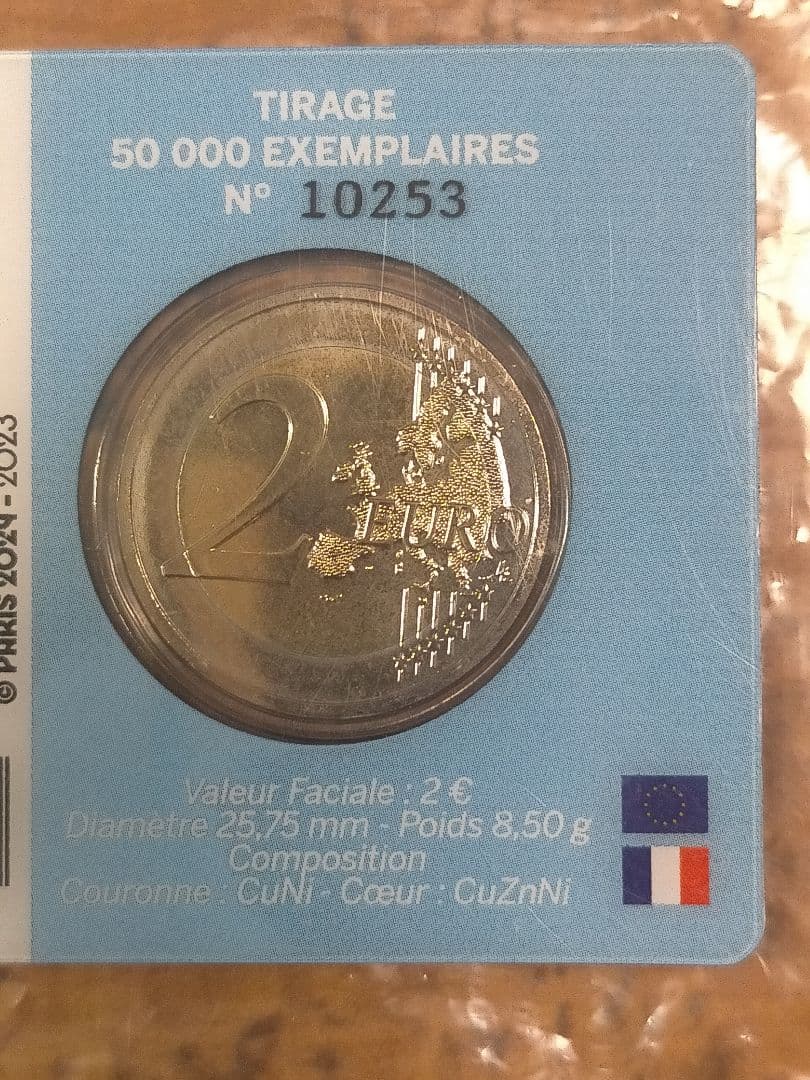 TIRAGE
50 000 EXEMPLAIRES
N° 10253
2 EURO
Valeur Faciale : 2 €
Diamètre 25,75 mm - Poids 8,50 g
Composition
Couronne : CuNi - Cœur : CuZnNi
© PARIS 2024 - 2023